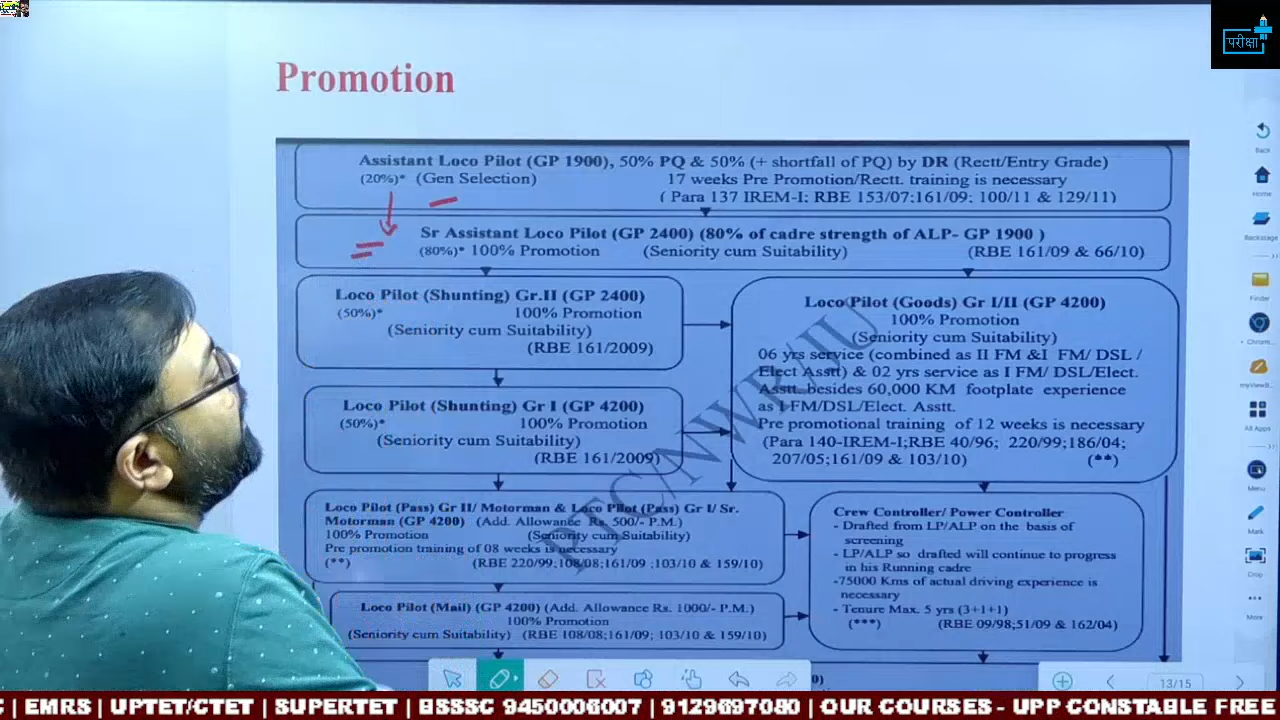 परीक्षा
Promotion
Assistant Loco Pilot (GP 1900), 50% PQ & 50% (+ shortfall of PQ) by DR (Rectt/Entry Grade)
(20%)* (Gen Selection) 17 weeks Pre Promotion/Rectt. training is necessary
( Para 137 IREM-I; RBE 153/07;161/09; 100/11 & 129/11)
Sr Assistant Loco Pilot (GP 2400) (80% of cadre strength of ALP- GP 1900 )
(80%)* 100% Promotion (Seniority cum Suitability) (RBE 161/09 & 66/10)
Loco Pilot (Shunting) Gr.II (GP 2400)
(50%)* 100% Promotion
(Seniority cum Suitability)
(RBE 161/2009)
Loco Pilot (Goods) Gr I/II (GP 4200)
100% Promotion
(Seniority cum Suitability)
06 yrs service (combined as II FM &I FM/ DSL /
Elect Asstt) & 02 yrs service as I FM/ DSL/Elect.
Asstt. besides 60,000 KM footplate experience
as I FM/DSL/Elect. Asstt.
Pre promotional training of 12 weeks is necessary
(Para 140-IREM-I;RBE 40/96; 220/99;186/04;
207/05;161/09 & 103/10) (**)
Loco Pilot (Shunting) Gr I (GP 4200)
(50%)* 100% Promotion
(Seniority cum Suitability)
(RBE 161/2009)
Loco Pilot (Pass) Gr II/ Motorman & Loco Pilot (Pass) Gr I/ Sr.
Motorman (GP 4200) (Add. Allowance Rs. 500/- P.M.)
100% Promotion (Seniority cum Suitability)
Pre promotion training of 08 weeks is necessary
(**) (RBE 220/99;108/08;161/09 ;103/10 & 159/10)
Crew Controller/ Power Controller
- Drafted from LP/ALP on the basis of
screening
- LP/ALP so drafted will continue to progress
in his Running cadre
-75000 Kms of actual driving experience is
necessary
- Tenure Max. 5 yrs (3+1+1)
(***) (RBE 09/98;51/09 & 162/04)
Loco Pilot (Mail) (GP 4200) (Add. Allowance Rs. 1000/- P.M.)
100% Promotion
(Seniority cum Suitability) (RBE 108/08;161/09; 103/10 & 159/10)
Back
Home
Backstage
Finder
Chrom..
All Apps
Menu
Mark
Crop
More
13/15
| EMRS | UPTET/CTET | SUPERTET | BSSSC 9450006007 | 9129697080 | OUR COURSES - UPP CONSTABLE FREE